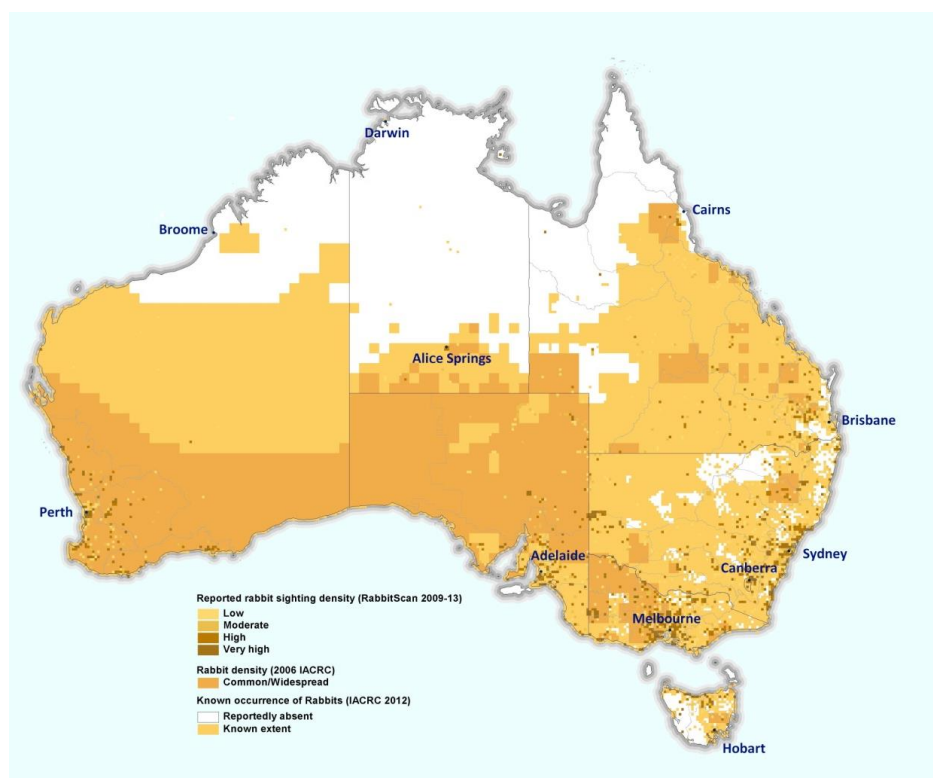 Darwin
Cairns
Broome
Alice Springs
Brisbane
Perth
Adelaide
Sydney
Canberra
Melbourne
Hobart
Reported rabbit sighting density (RabbitScan 2009-13)
Low
Moderate
High
Very high
Rabbit density (2006 IACRC)
Common/Widespread
Known occurrence of Rabbits (IACRC 2012)
Reportedly absent
Known extent